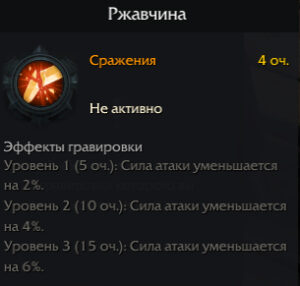 Ржавчина
Сражения 4 оч.
Не активно
Эффекты гравировки
Уровень 1 (5 оч.): Сила атаки уменьшается
на 2%.
Уровень 2 (10 оч.): Сила атаки уменьшается
на 4%.
Уровень 3 (15 оч.): Сила атаки уменьшается
на 6%.